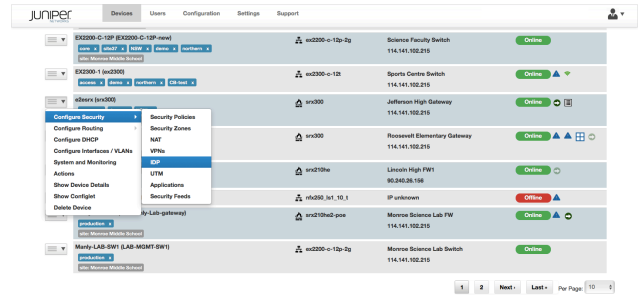 JUNIPER
NETWORKS
Devices
Users
Configuration
Settings
Support
EX2200-C-12P (EX2200-C-12P-new)
core x
NSW x
demo x
northern x
site: Monroe Middle School
ex2200-c-12p-2g
Science Faculty Switch
114.141.102.215
Online
EX2300-1 (ex2300)
access x
demo x
northern x
CN-test x
ex2300-c-12t
Sports Centre Switch
114.141.102.215
Online
e2esrx (srx300)
srx300
Jefferson High Gateway
114.141.102.215
Online
Configure Security
Configure Routing
Configure DHCP
Configure Interfaces / VLANs
System and Monitoring
Actions
Show Device Details
Show Configlet
Delete Device
Security Policies
Security Zones
NAT
VPNs
IDP
UTM
Applications
Security Feeds
srx300
Roosevelt Elementary Gateway
114.141.102.215
Online
srx210he
Lincoln High FW1
90.240.26.156
Online
nfx250_ls1_10_t
IP unknown
Offline
nly-Lab-gateway)
production x
site: Monroe Middle School
srx210he2-poe
Monroe Science Lab FW
114.141.102.215
Online
Manly-LAB-SW1 (LAB-MGMT-SW1)
production x
site: Monroe Middle School
ex2200-c-12p-2g
Monroe Science Lab Switch
114.141.102.215
Online
1
2
Next ›
Last »
Per Page: 10